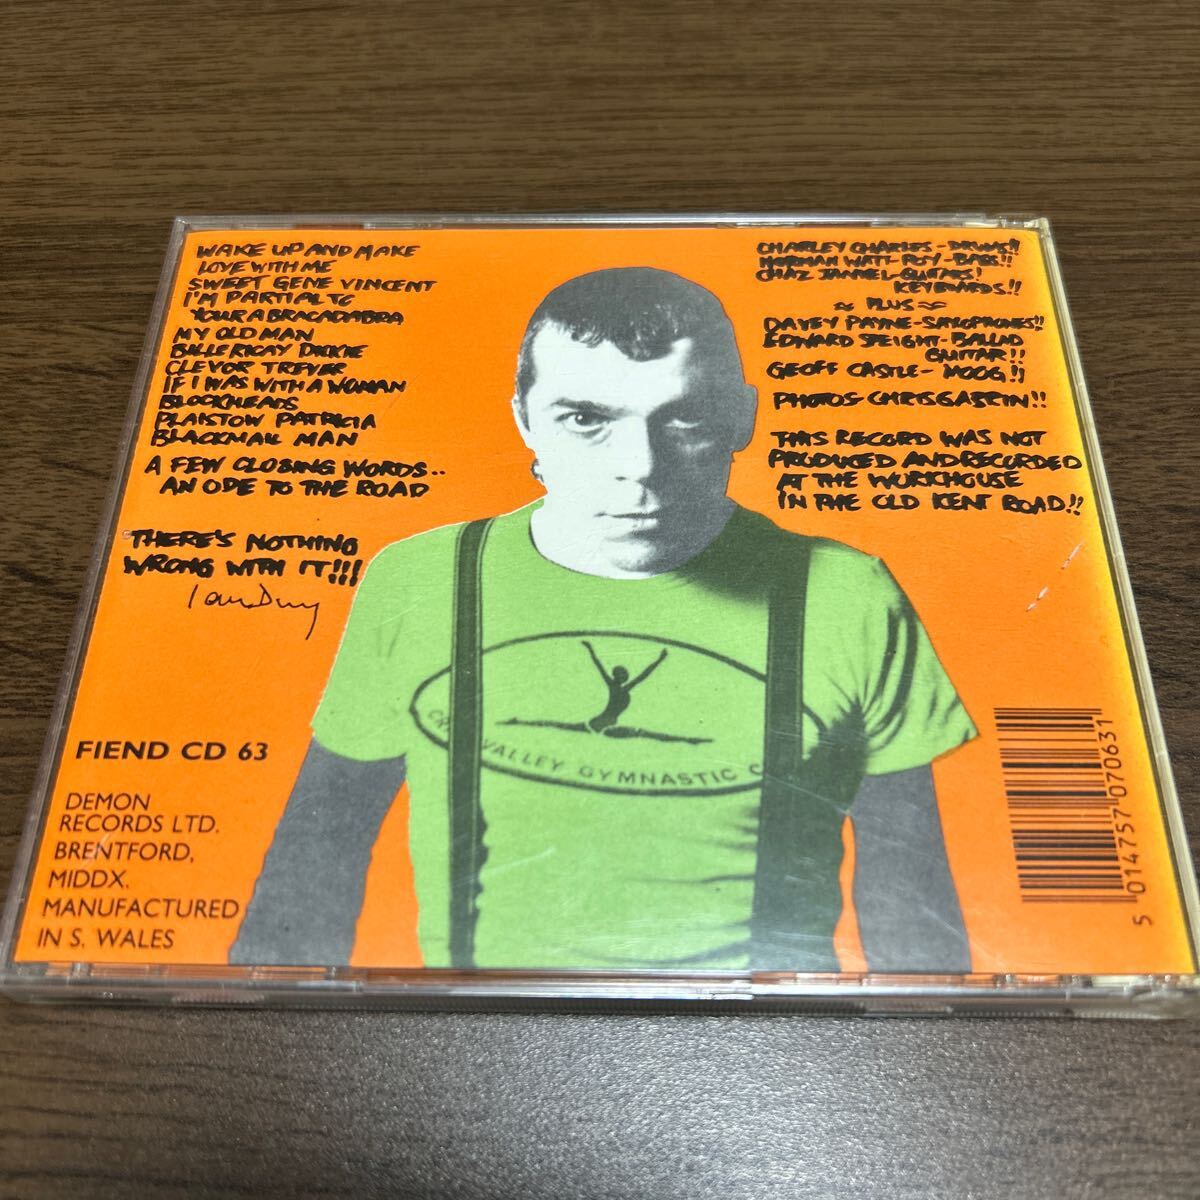 WAKE UP AND MAKE
LOVE WITH ME
SWEET GENE VINCENT
I'M PARTIAL TO
YOUR ABRACADABRA
MY OLD MAN
BILLERICAY DICKIE
CLEVOR TREVER
IF I WAS WITH A WOMAN
BLOCKHEADS
PLAISTOW PATRICIA
BLACKMAIL MAN
A FEW CLOSING WORDS..
AN ODE TO THE ROAD
THERE'S NOTHING
WRONG WITH IT!!!
Ian Dury
FIEND CD 63
DEMON
RECORDS LTD.
BRENTFORD,
MIDDX.
MANUFACTURED
IN S. WALES
CHARLEY CHARLES-DRUMS!!
NORMAN WATT-ROY-BASS!!
CHAZ JANKEL-GUITARS!
KEYBOARDS!!
≈ PLUS ≈
DAVEY PAYNE-SAXOPHONES!!
EDWARD SPEIGHT-BALLAD
GUITAR!!
GEOFF CASTLE-MOOG!!
PHOTOS CHRIS GABRIN!!
THIS RECORD WAS NOT
PRODUCED AND RECORDED
AT THE WORKHOUSE
IN THE OLD KENT ROAD!!
VALLEY GYMNASTIC
5 014757 070631